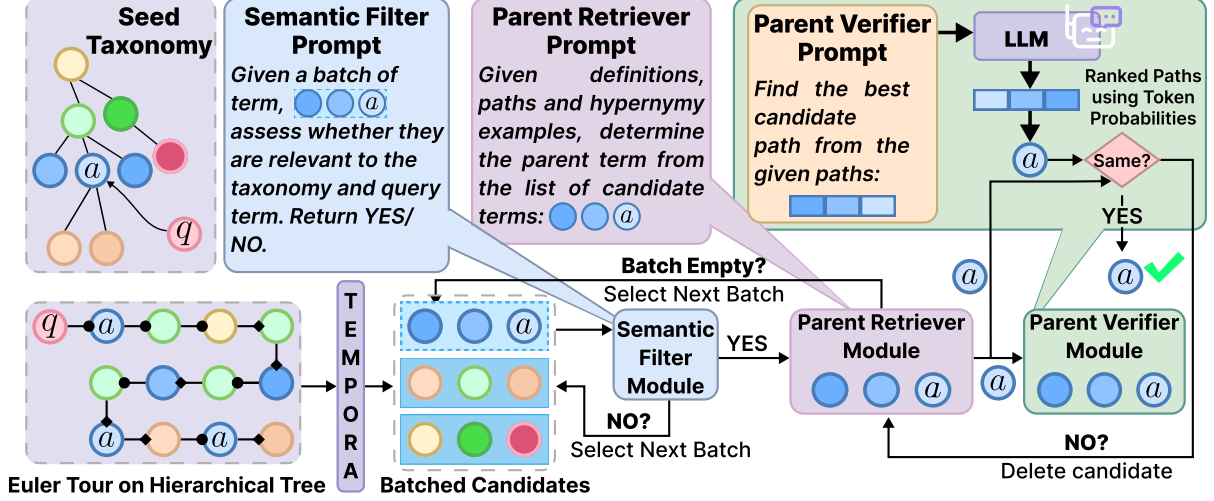 Seed
Taxonomy
a
q
Semantic Filter
Prompt
Given a batch of
term, a
assess whether they
are relevant to the
taxonomy and query
term. Return YES/
NO.
Parent Retriever
Prompt
Given definitions,
paths and hypernymy
examples, determine
the parent term from
the list of candidate
terms: a
Parent Verifier
Prompt
Find the best
candidate
path from the
given paths:
LLM
Ranked Paths
using Token
Probabilities
a
Same?
YES
a
a
Batch Empty?
Select Next Batch
q a
a a
Euler Tour on Hierarchical Tree
TEMPORA
a
Batched Candidates
Semantic
Filter
Module
YES
NO?
Select Next Batch
Parent Retriever
Module
a
a
Parent Verifier
Module
a
NO?
Delete candidate